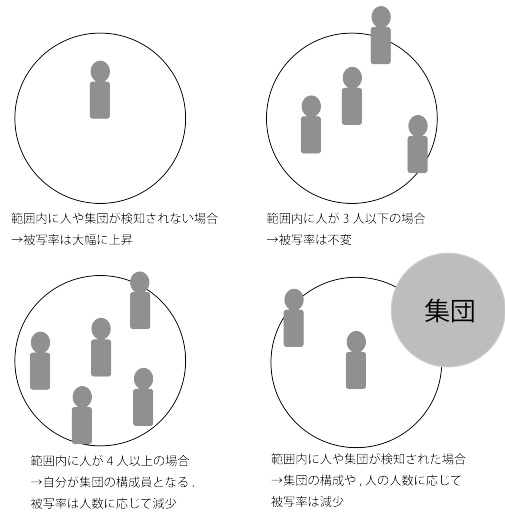 範囲内に人や集団が検知されない場合
→被写率は大幅に上昇
範囲内に人が 3 人以下の場合
→被写率は不変
集団
範囲内に人が 4 人以上の場合
→自分が集団の構成員となる .
被写率は人数に応じて減少
範囲内に人や集団が検知された場合
→集団の構成や , 人の人数に応じて
被写率は減少